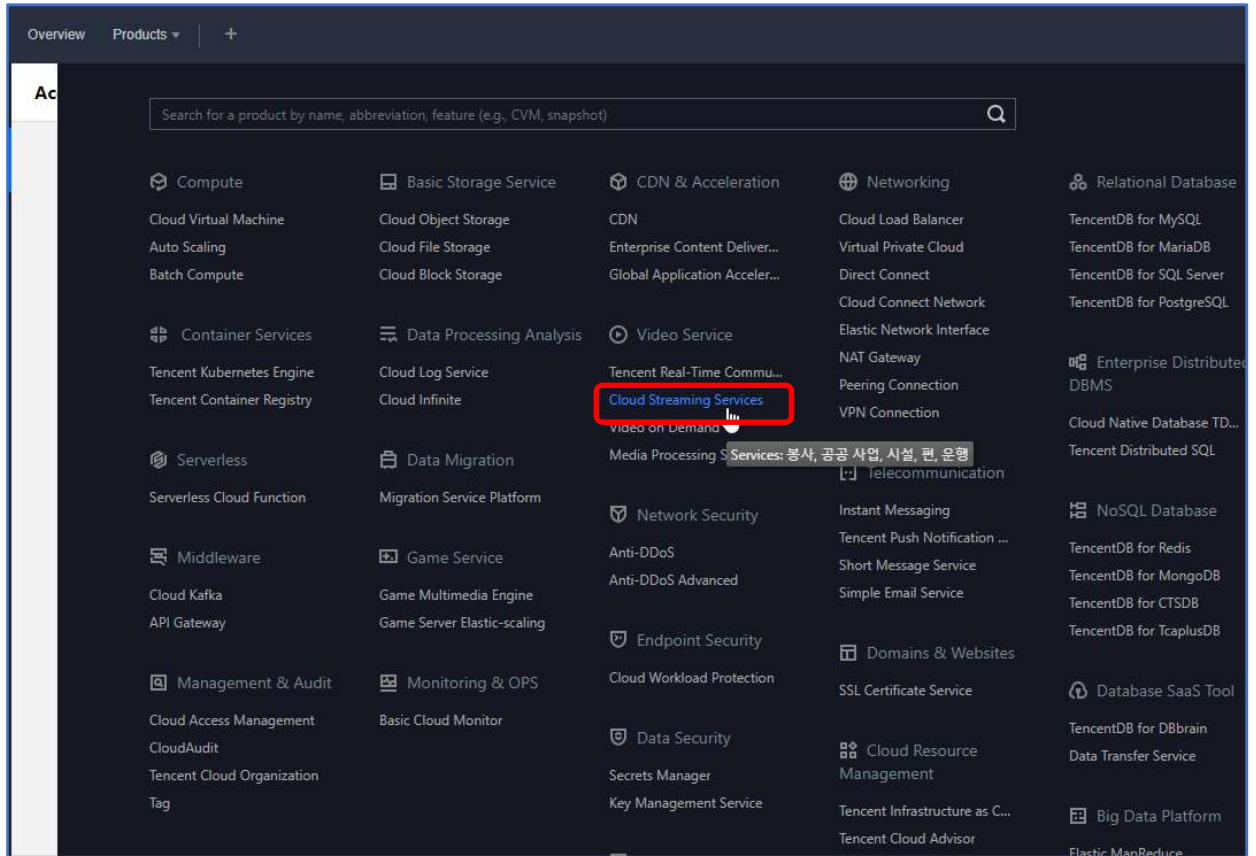 Overview Products +
Ac
Search for a product by name, abbreviation, feature (e.g., CVM, snapshot)
Compute
Cloud Virtual Machine
Auto Scaling
Batch Compute
Container Services
Tencent Kubernetes Engine
Tencent Container Registry
Serverless
Serverless Cloud Function
Middleware
Cloud Kafka
API Gateway
Management & Audit
Cloud Access Management
CloudAudit
Tencent Cloud Organization
Tag
Basic Storage Service
Cloud Object Storage
Cloud File Storage
Cloud Block Storage
Data Processing Analysis
Cloud Log Service
Cloud Infinite
Data Migration
Migration Service Platform
Game Service
Game Multimedia Engine
Game Server Elastic-scaling
Monitoring & OPS
Basic Cloud Monitor
CDN & Acceleration
CDN
Enterprise Content Deliver...
Global Application Acceler...
Video Service
Tencent Real-Time Commu...
Cloud Streaming Services
Video on Demand
Media Processing S
Services: 봉사, 공공 사업, 시설, 편, 운행
Network Security
Anti-DDoS
Anti-DDoS Advanced
Endpoint Security
Cloud Workload Protection
Data Security
Secrets Manager
Key Management Service
Networking
Cloud Load Balancer
Virtual Private Cloud
Direct Connect
Cloud Connect Network
Elastic Network Interface
NAT Gateway
Peering Connection
VPN Connection
Telecommunication
Instant Messaging
Tencent Push Notification ...
Short Message Service
Simple Email Service
Domains & Websites
SSL Certificate Service
Cloud Resource
Management
Tencent Infrastructure as C...
Tencent Cloud Advisor
Relational Database
TencentDB for MySQL
TencentDB for MariaDB
TencentDB for SQL Server
TencentDB for PostgreSQL
Enterprise Distributed
DBMS
Cloud Native Database TD...
Tencent Distributed SQL
NoSQL Database
TencentDB for Redis
TencentDB for MongoDB
TencentDB for CTSDB
TencentDB for TcaplusDB
Database SaaS Tool
TencentDB for DBbrain
Data Transfer Service
Big Data Platform
Elastic MapReduce